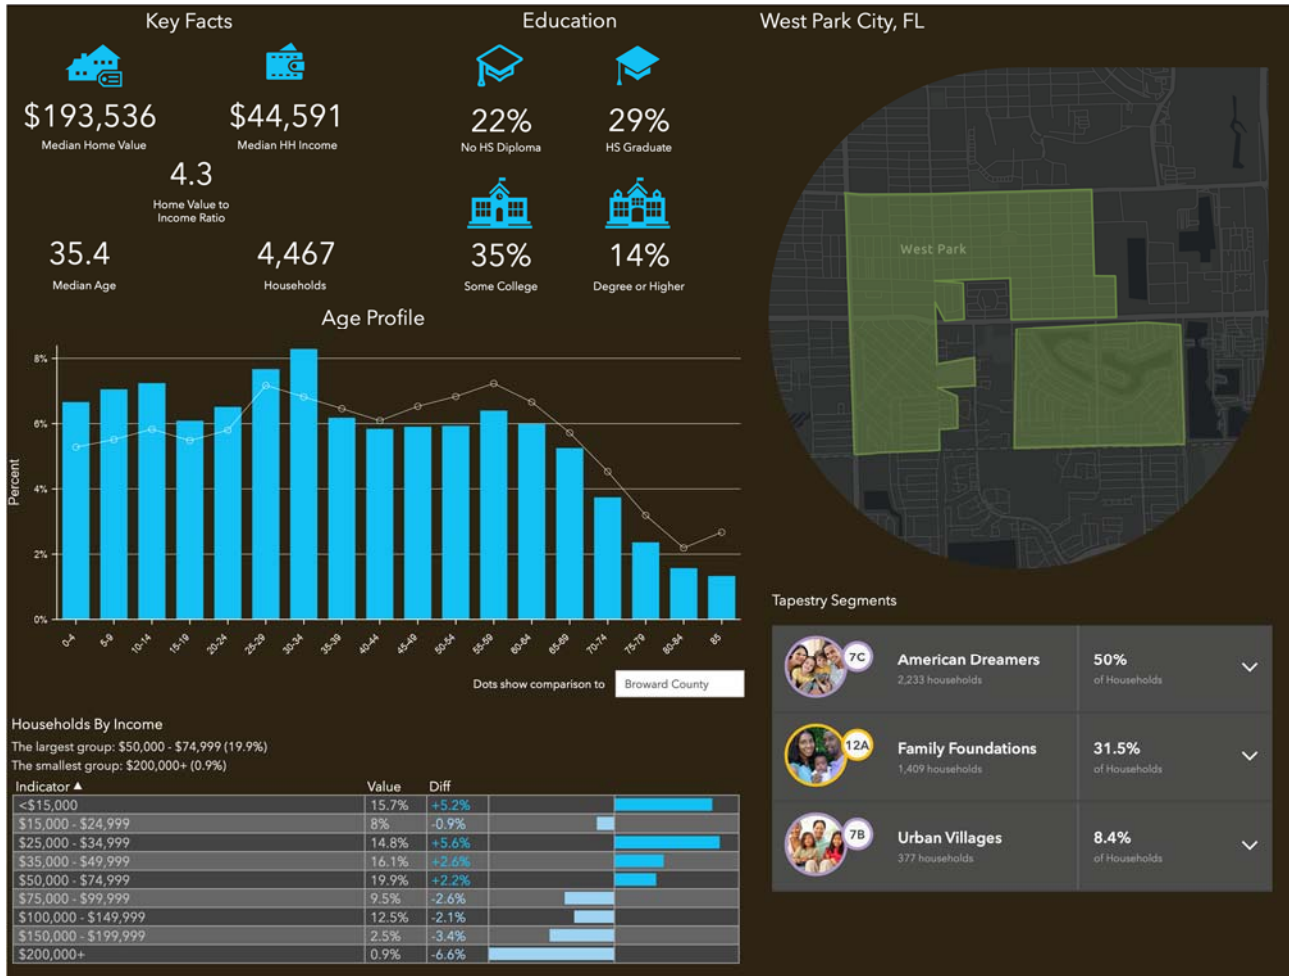 Key Facts
$193,536
Median Home Value
$44,591
Median HH Income
4.3
Home Value to
Income Ratio
35.4
Median Age
4,467
Households
Education
22%
No HS Diploma
29%
HS Graduate
35%
Some College
14%
Degree or Higher
West Park City, FL
West Park
Age Profile
Percent
8%
6%
4%
2%
0%
0-4
5-9
10-14
15-19
20-24
25-29
30-34
35-39
40-44
45-49
50-54
55-59
60-64
65-69
70-74
75-79
80-84
85
Dots show comparison to Broward County
Households By Income
The largest group: $50,000 - $74,999 (19.9%)
The smallest group: $200,000+ (0.9%)
Indicator ▲ Value Diff
<$15,000 15.7% +5.2%
$15,000 - $24,999 8% -0.9%
$25,000 - $34,999 14.8% +5.6%
$35,000 - $49,999 16.1% +2.6%
$50,000 - $74,999 19.9% +2.2%
$75,000 - $99,999 9.5% -2.6%
$100,000 - $149,999 12.5% -2.1%
$150,000 - $199,999 2.5% -3.4%
$200,000+ 0.9% -6.6%
Tapestry Segments
7C
American Dreamers
2,233 households
50%
of Households
12A
Family Foundations
1,409 households
31.5%
of Households
7B
Urban Villages
377 households
8.4%
of Households